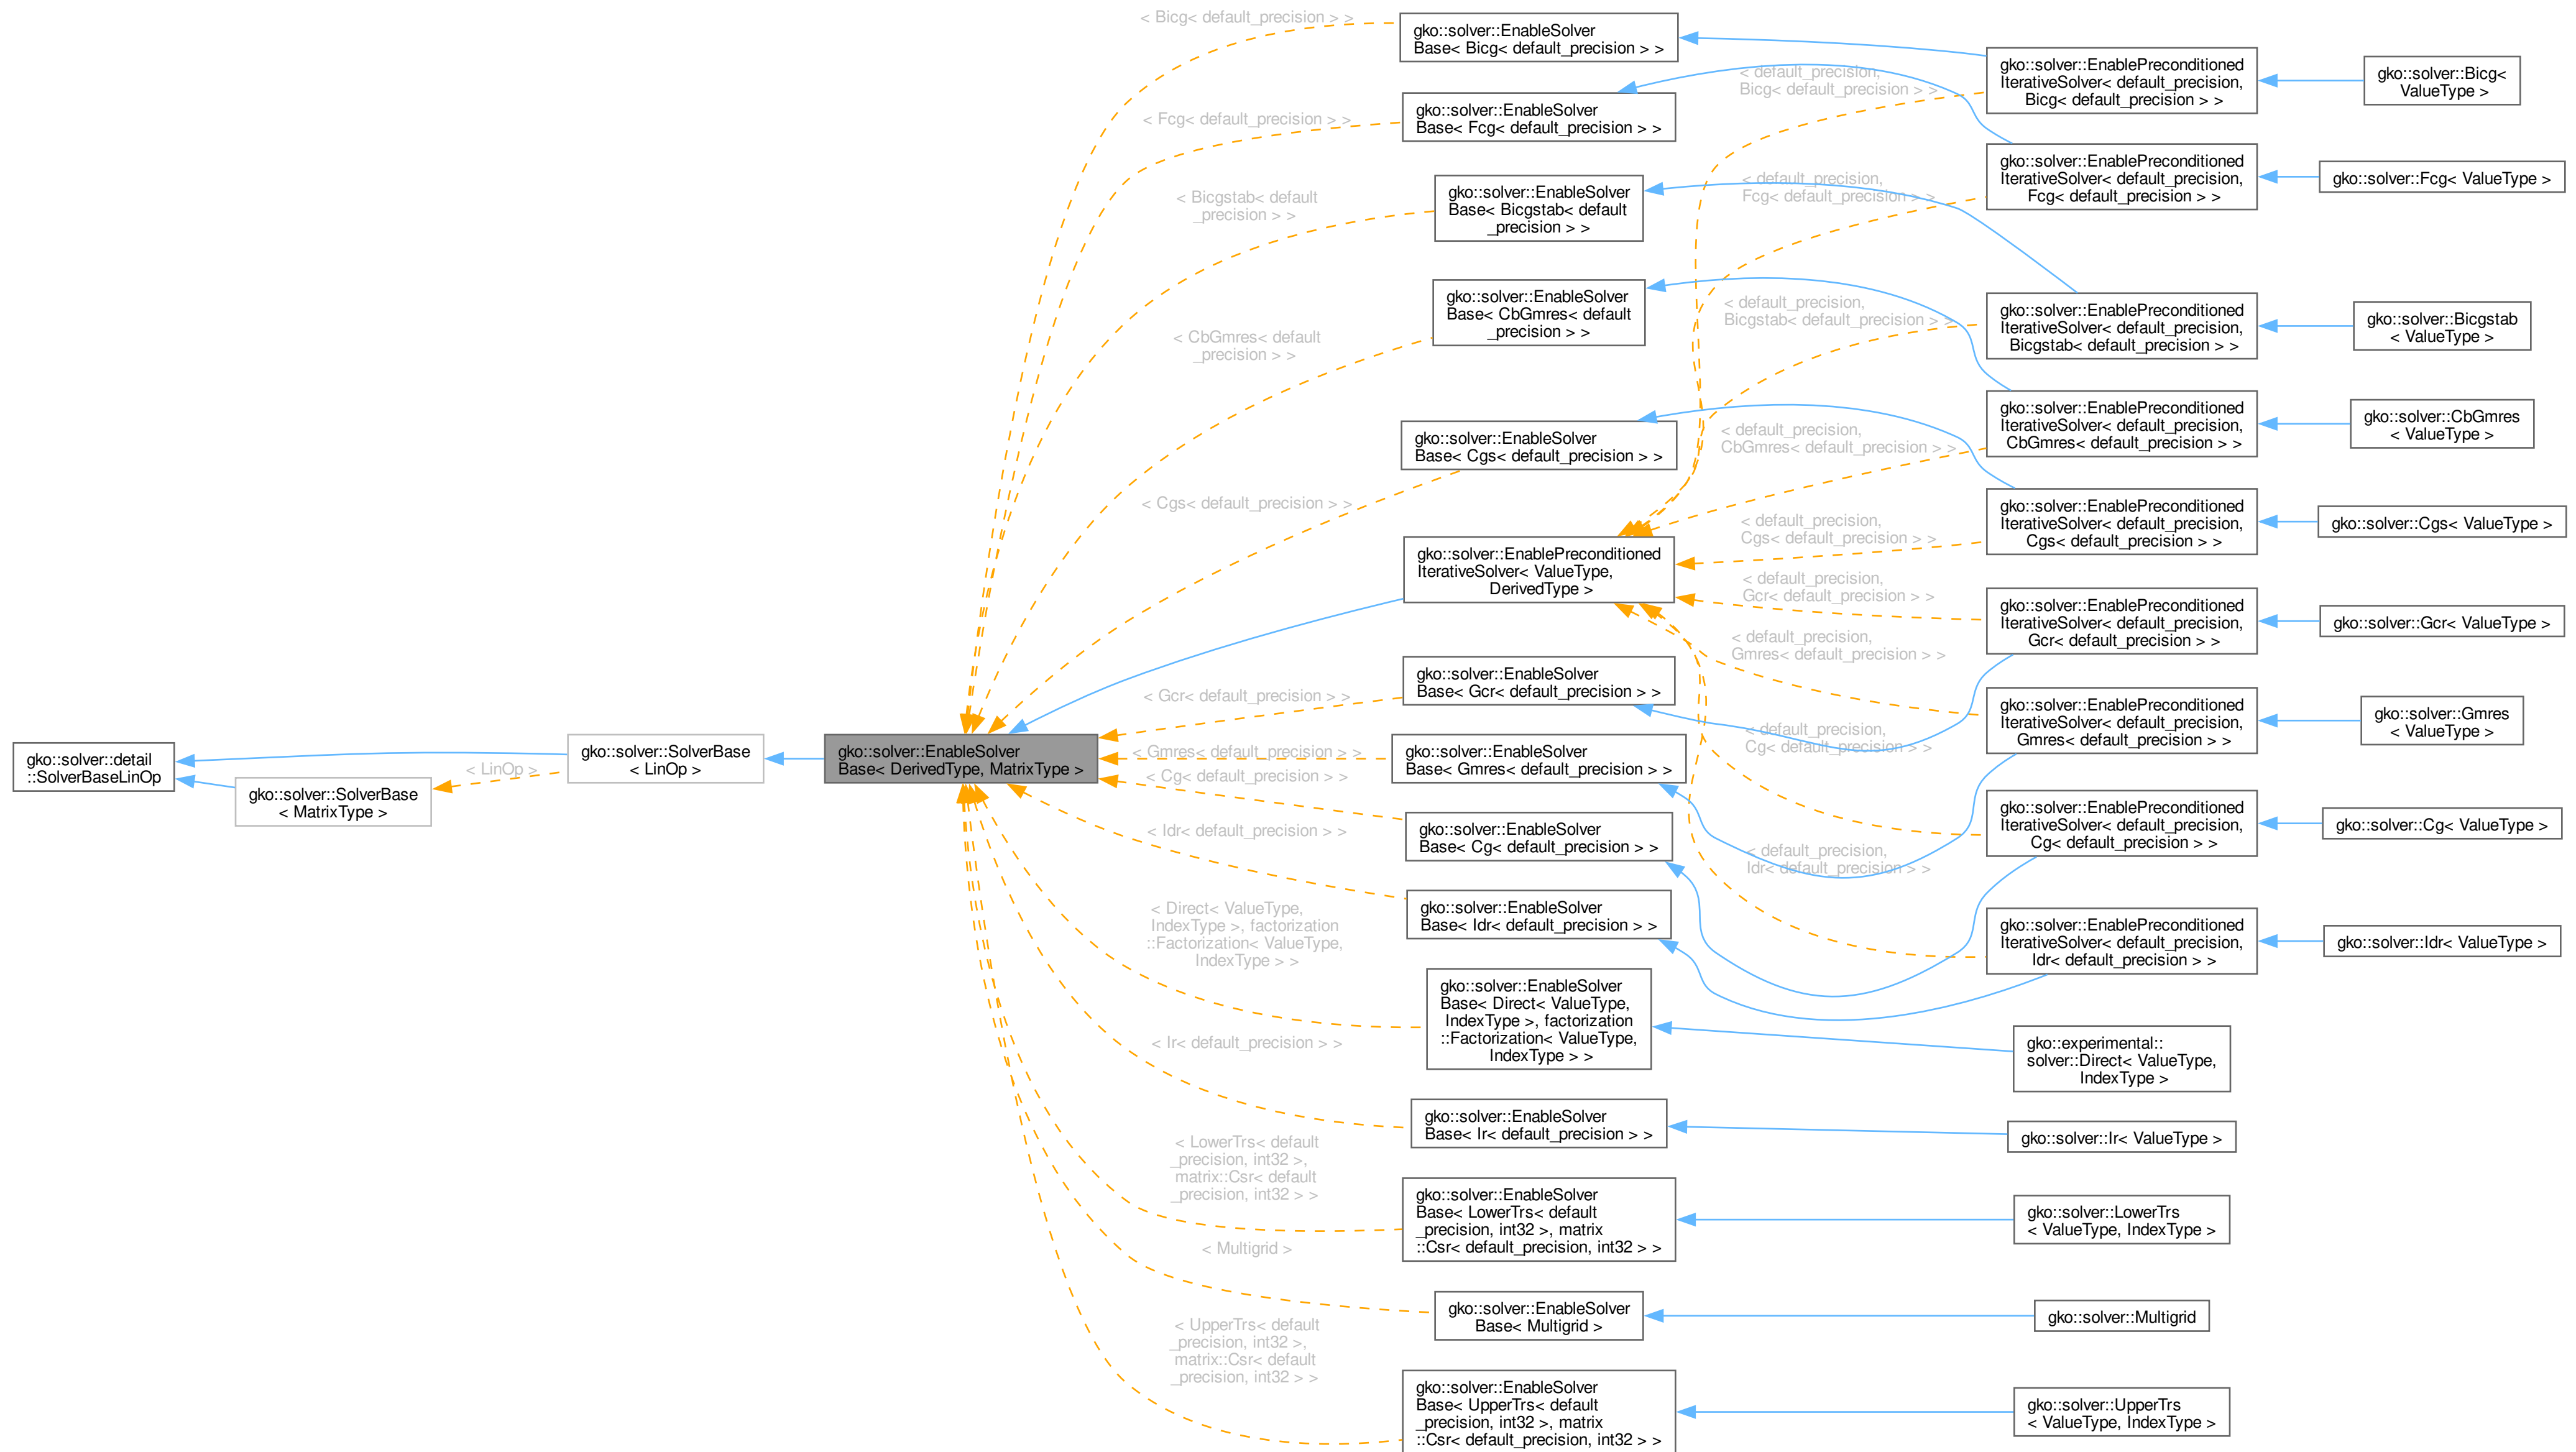 gko::solver::detail
::SolverBaseLinOp
gko::solver::SolverBase
< MatrixType >
< LinOp >
gko::solver::SolverBase
< LinOp >
gko::solver::EnableSolver
Base< DerivedType, MatrixType >
< Bicg< default_precision > >
< Fcg< default_precision > >
< Bicgstab< default
_precision > >
< CbGmres< default
_precision > >
< Cgs< default_precision > >
< Gcr< default_precision > >
< Gmres< default_precision > >
< Cg< default_precision > >
< Idr< default_precision > >
< Direct< ValueType,
IndexType >, factorization
::Factorization< ValueType,
IndexType > >
< Ir< default_precision > >
< LowerTrs< default
_precision, int32 >,
matrix::Csr< default
_precision, int32 > >
< Multigrid >
< UpperTrs< default
_precision, int32 >,
matrix::Csr< default
_precision, int32 > >
gko::solver::EnableSolver
Base< Bicg< default_precision > >
gko::solver::EnableSolver
Base< Fcg< default_precision > >
gko::solver::EnableSolver
Base< Bicgstab< default
_precision > >
gko::solver::EnableSolver
Base< CbGmres< default
_precision > >
gko::solver::EnableSolver
Base< Cgs< default_precision > >
gko::solver::EnablePreconditioned
IterativeSolver< ValueType,
DerivedType >
gko::solver::EnableSolver
Base< Gcr< default_precision > >
gko::solver::EnableSolver
Base< Gmres< default_precision > >
gko::solver::EnableSolver
Base< Cg< default_precision > >
gko::solver::EnableSolver
Base< Idr< default_precision > >
gko::solver::EnableSolver
Base< Direct< ValueType,
IndexType >, factorization
::Factorization< ValueType,
IndexType > >
gko::solver::EnableSolver
Base< Ir< default_precision > >
gko::solver::EnableSolver
Base< LowerTrs< default
_precision, int32 >, matrix
::Csr< default_precision, int32 > >
gko::solver::EnableSolver
Base< Multigrid >
gko::solver::EnableSolver
Base< UpperTrs< default
_precision, int32 >, matrix
::Csr< default_precision, int32 > >
< default_precision,
Bicg< default_precision > >
< default_precision,
Fcg< default_precision > >
< default_precision,
Bicgstab< default_precision > >
< default_precision,
CbGmres< default_precision > >
< default_precision,
Cgs< default_precision > >
< default_precision,
Gcr< default_precision > >
< default_precision,
Gmres< default_precision > >
< default_precision,
Cg< default_precision > >
< default_precision,
Idr< default_precision > >
gko::solver::EnablePreconditioned
IterativeSolver< default_precision,
Bicg< default_precision > >
gko::solver::EnablePreconditioned
IterativeSolver< default_precision,
Fcg< default_precision > >
gko::solver::EnablePreconditioned
IterativeSolver< default_precision,
Bicgstab< default_precision > >
gko::solver::EnablePreconditioned
IterativeSolver< default_precision,
CbGmres< default_precision > >
gko::solver::EnablePreconditioned
IterativeSolver< default_precision,
Cgs< default_precision > >
gko::solver::EnablePreconditioned
IterativeSolver< default_precision,
Gcr< default_precision > >
gko::solver::EnablePreconditioned
IterativeSolver< default_precision,
Gmres< default_precision > >
gko::solver::EnablePreconditioned
IterativeSolver< default_precision,
Cg< default_precision > >
gko::solver::EnablePreconditioned
IterativeSolver< default_precision,
Idr< default_precision > >
gko::experimental::
solver::Direct< ValueType,
IndexType >
gko::solver::Ir< ValueType >
gko::solver::LowerTrs
< ValueType, IndexType >
gko::solver::Multigrid
gko::solver::UpperTrs
< ValueType, IndexType >
gko::solver::Bicg<
ValueType >
gko::solver::Fcg< ValueType >
gko::solver::Bicgstab
< ValueType >
gko::solver::CbGmres
< ValueType >
gko::solver::Cgs< ValueType >
gko::solver::Gcr< ValueType >
gko::solver::Gmres
< ValueType >
gko::solver::Cg< ValueType >
gko::solver::Idr< ValueType >